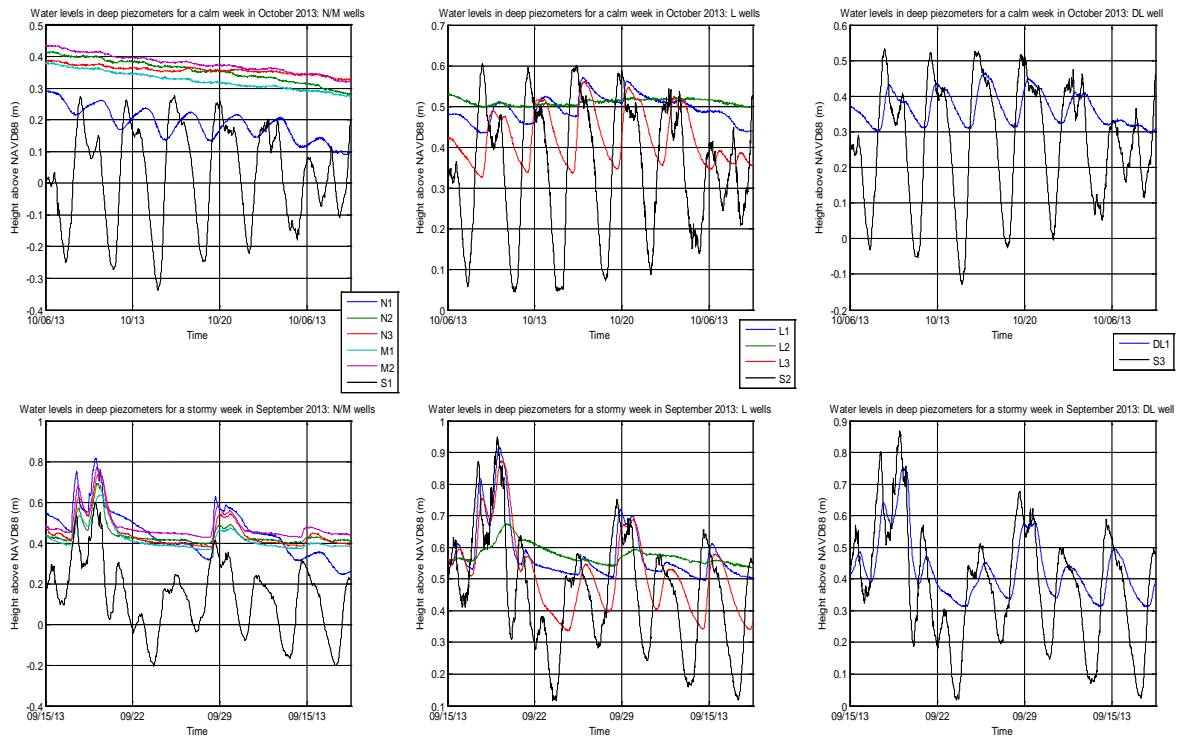 Water levels in deep piezometers for a calm week in October 2013: N/M wells
Height above NAVD88 (m)
0.5
0.4
0.3
0.2
0.1
0
-0.1
-0.2
-0.3
-0.4
10/06/13 10/13 10/20 10/06/13
Time
N1
N2
N3
M1
M2
S1
Water levels in deep piezometers for a calm week in October 2013: L wells
Height above NAVD88 (m)
0.7
0.6
0.5
0.4
0.3
0.2
0.1
0
10/06/13 10/13 10/20 10/06/13
Time
L1
L2
L3
S2
Water levels in deep piezometers for a calm week in October 2013: DL well
Height above NAVD88 (m)
0.6
0.5
0.4
0.3
0.2
0.1
0
-0.1
-0.2
10/06/13 10/13 10/20 10/06/13
Time
DL1
S3
Water levels in deep piezometers for a stormy week in September 2013: N/M wells
Height above NAVD88 (m)
1
0.8
0.6
0.4
0.2
0
-0.2
-0.4
09/15/13 09/22 09/29 09/15/13
Time
Water levels in deep piezometers for a stormy week in September 2013: L wells
Height above NAVD88 (m)
1
0.9
0.8
0.7
0.6
0.5
0.4
0.3
0.2
0.1
09/15/13 09/22 09/29 09/15/13
Time
Water levels in deep piezometers for a stormy week in September 2013: DL well
Height above NAVD88 (m)
0.9
0.8
0.7
0.6
0.5
0.4
0.3
0.2
0.1
0
09/15/13 09/22 09/29 09/15/13
Time